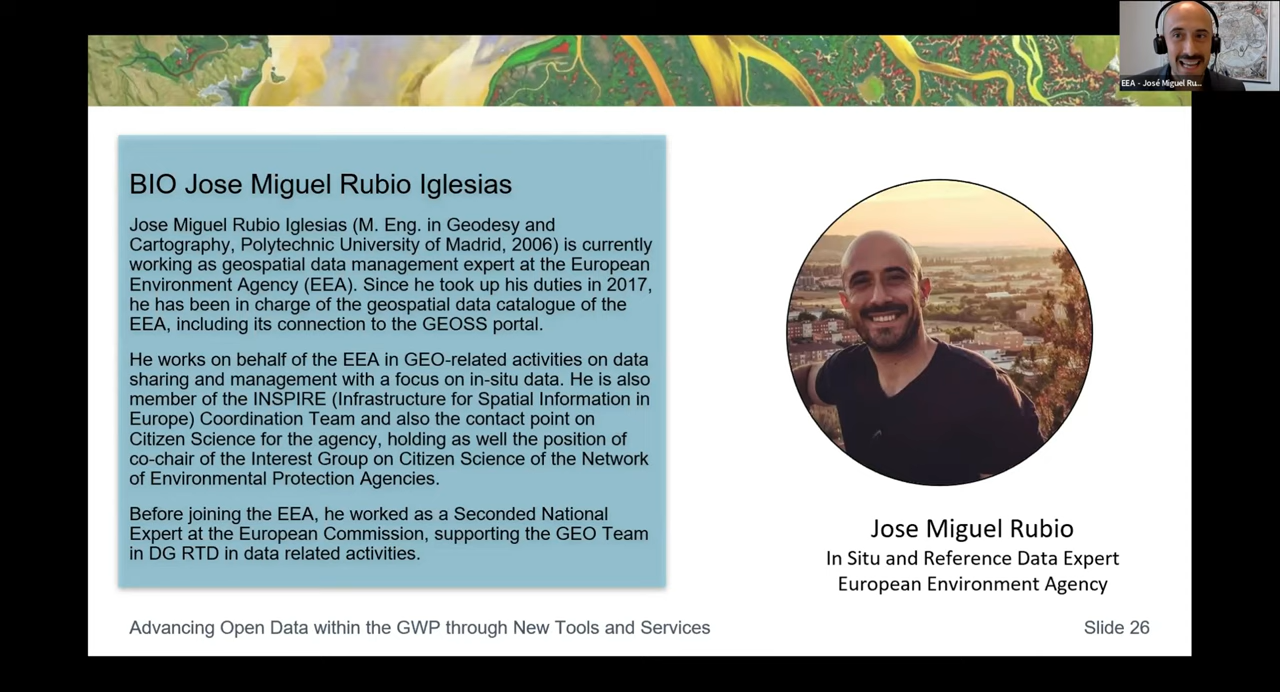 EEA - José Miguel Ru...
BIO Jose Miguel Rubio Iglesias
Jose Miguel Rubio Iglesias (M. Eng. in Geodesy and
Cartography, Polytechnic University of Madrid, 2006) is currently
working as geospatial data management expert at the European
Environment Agency (EEA). Since he took up his duties in 2017,
he has been in charge of the geospatial data catalogue of the
EEA, including its connection to the GEOSS portal.
He works on behalf of the EEA in GEO-related activities on data
sharing and management with a focus on in-situ data. He is also
member of the INSPIRE (Infrastructure for Spatial Information in
Europe) Coordination Team and also the contact point on
Citizen Science for the agency, holding as well the position of
co-chair of the Interest Group on Citizen Science of the Network
of Environmental Protection Agencies.
Before joining the EEA, he worked as a Seconded National
Expert at the European Commission, supporting the GEO Team
in DG RTD in data related activities.
Jose Miguel Rubio
In Situ and Reference Data Expert
European Environment Agency
Advancing Open Data within the GWP through New Tools and Services
Slide 26